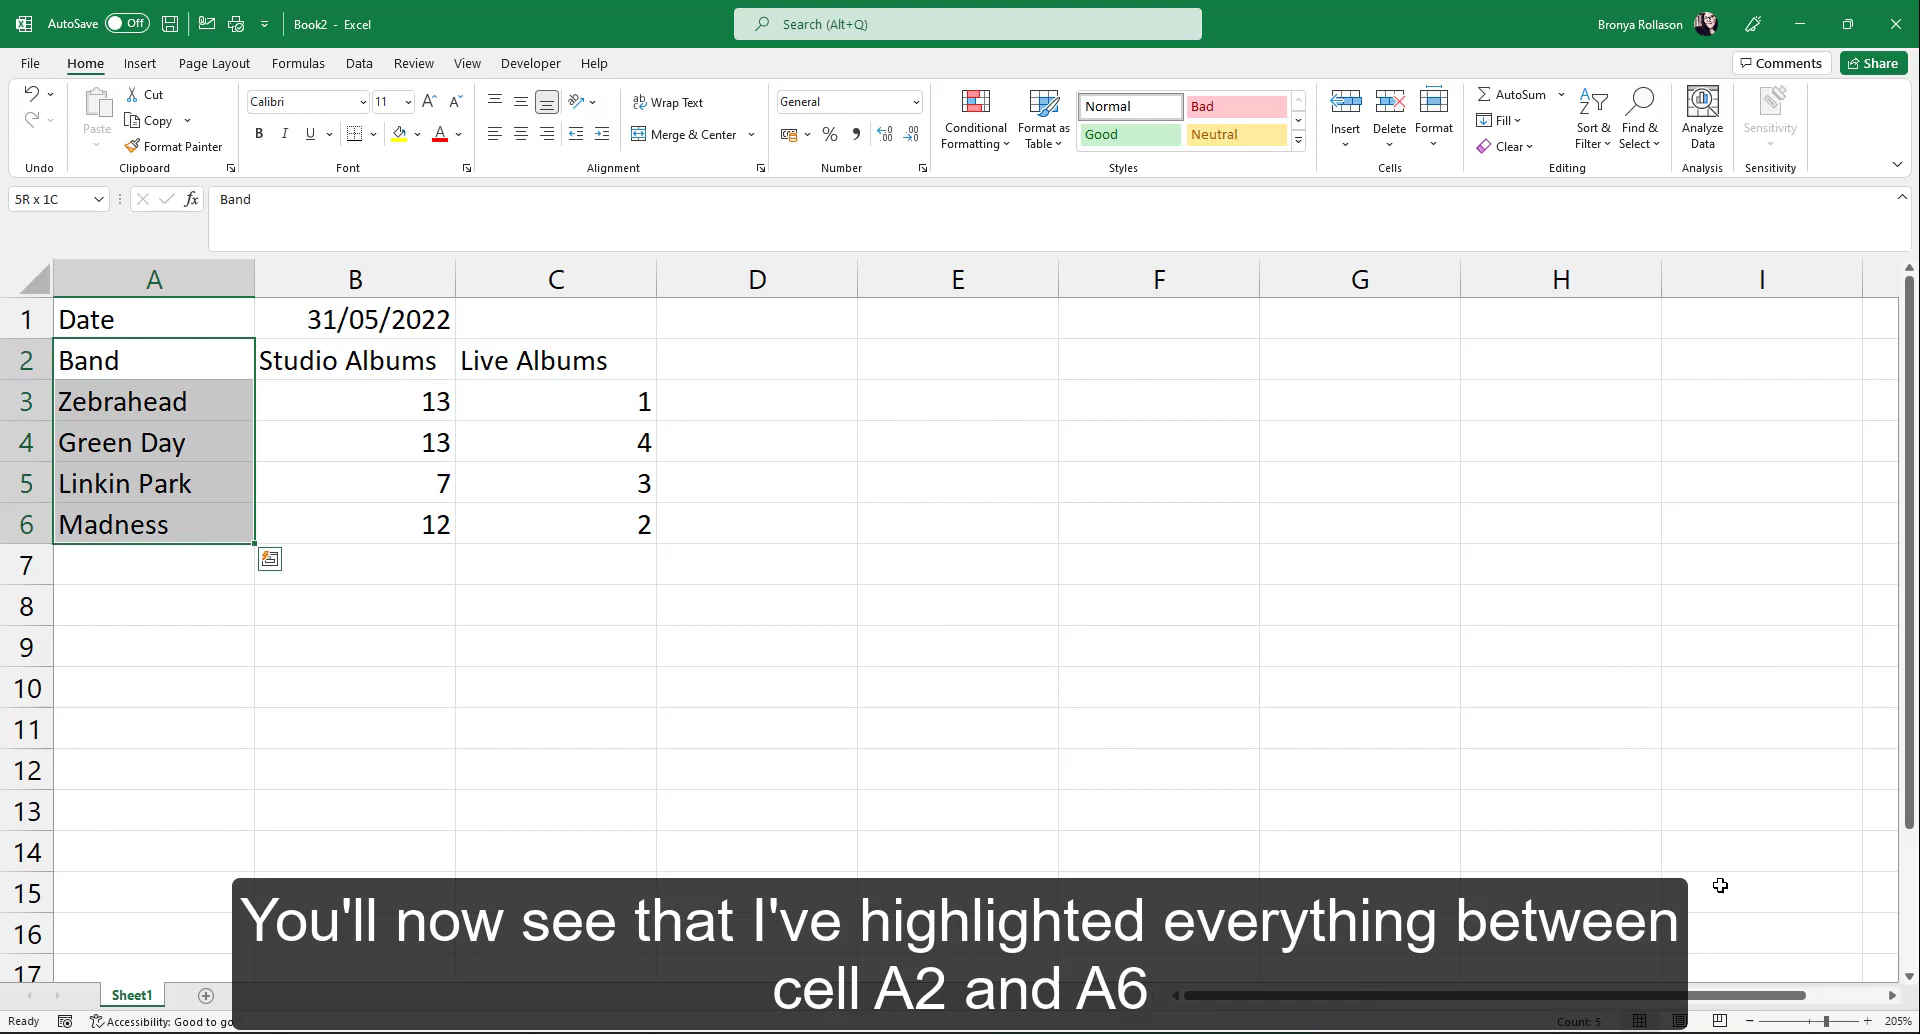 AutoSave Off Book2 - Excel Search (Alt+Q) Bronya Rollason
File Home Insert Page Layout Formulas Data Review View Developer Help Comments Share
Cut
Copy
Format Painter
Paste
Undo
Clipboard
Calibri 11
B I U A
Font
Wrap Text
Merge & Center
Alignment
General
%
Number
Conditional Formatting
Format as Table
Normal Bad
Good Neutral
Styles
Insert Delete Format
Cells
AutoSum
Fill
Clear
Sort & Filter
Find & Select
Editing
Analyze Data
Analysis
Sensitivity
Sensitivity
5R x 1C fx Band
A B C D E F G H I
1 Date 31/05/2022
2 Band Studio Albums Live Albums
3 Zebrahead 13 1
4 Green Day 13 4
5 Linkin Park 7 3
6 Madness 12 2
7
8
9
10
11
12
13
14
15
16
17
You'll now see that I've highlighted everything between
cell A2 and A6
Sheet1
Ready Accessibility: Good to go Count: 5 205%